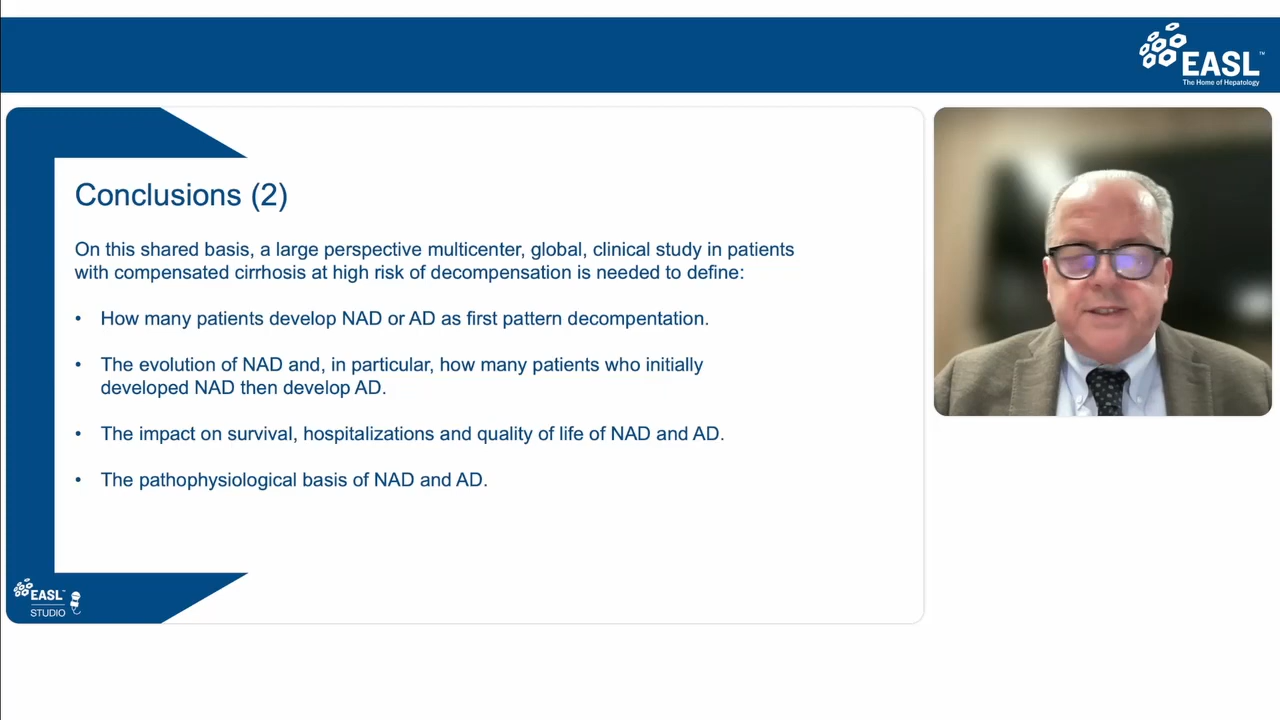 EASL™
The Home of Hepatology
Conclusions (2)
On this shared basis, a large perspective multicenter, global, clinical study in patients
with compensated cirrhosis at high risk of decompensation is needed to define:
• How many patients develop NAD or AD as first pattern decompentation.
• The evolution of NAD and, in particular, how many patients who initially
developed NAD then develop AD.
• The impact on survival, hospitalizations and quality of life of NAD and AD.
• The pathophysiological basis of NAD and AD.
EASL™
STUDIO